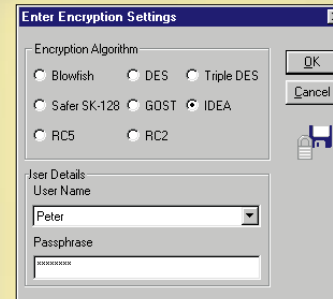 Enter Encryption Settings
Encryption Algorithm
Blowfish DES Triple DES
Safer SK-128 GOST IDEA
RC5 RC2
OK
Cancel
User Details
User Name
Peter
Passphrase
xxxxxxxx